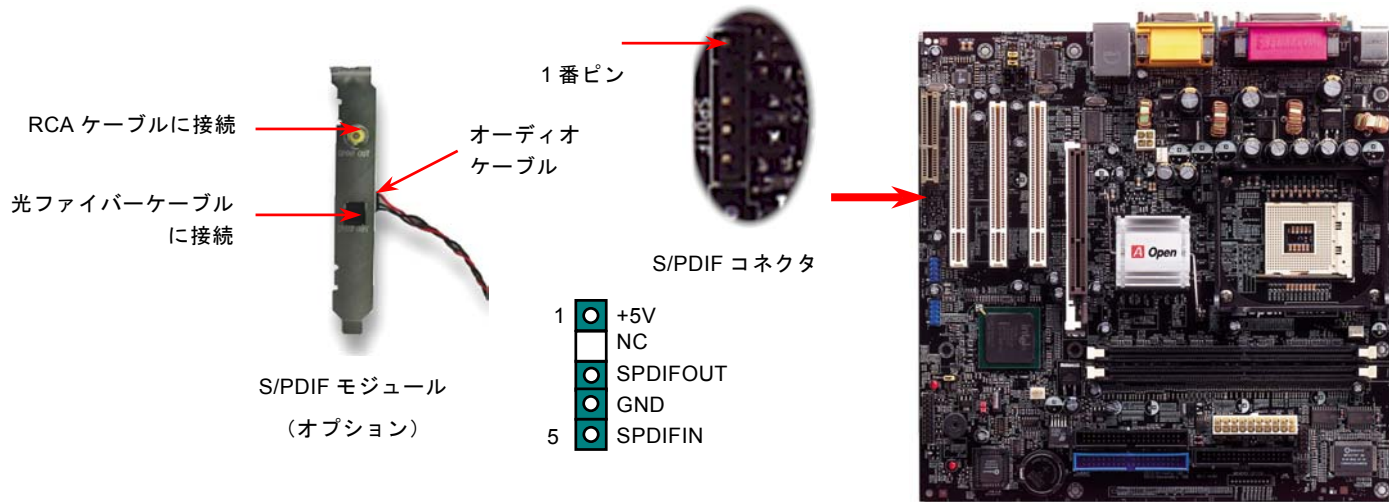 1 番ピン
RCA ケーブルに接続
オーディオ
ケーブル
光ファイバーケーブル
に接続
SPDIF OUT
SPDIF
S/PDIF コネクタ
A Open
S/PDIF モジュール
(オプション)
1
+5V
NC
SPDIFOUT
GND
5
SPDIFIN